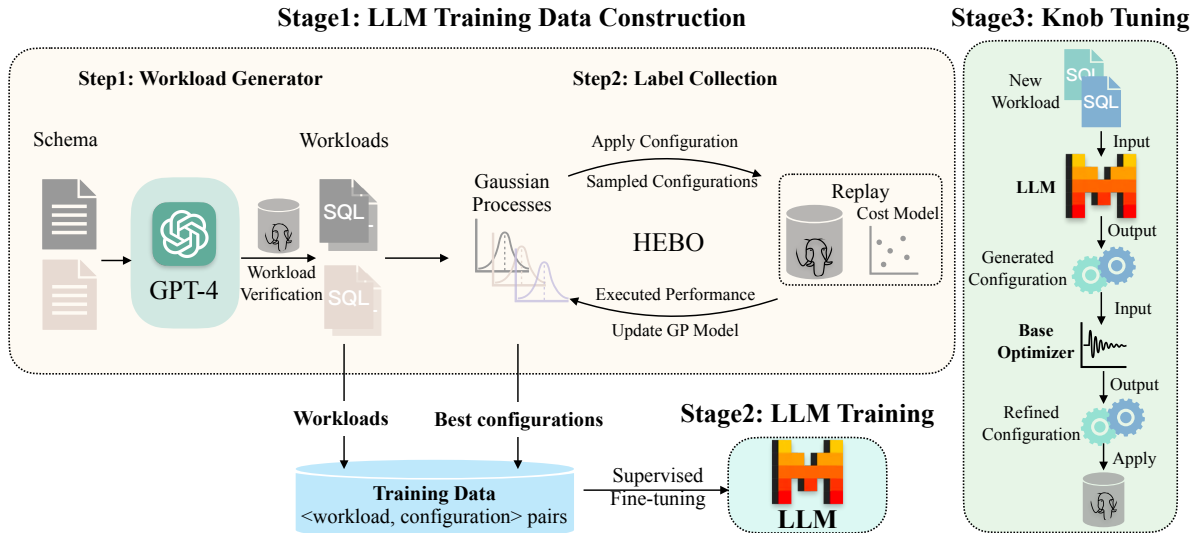 Stage1: LLM Training Data Construction
Step1: Workload Generator
Schema
GPT-4
Workload
Verification
Workloads
SQL
SQL
Step2: Label Collection
Gaussian
Processes
Apply Configuration
Sampled Configurations
HEBO
Executed Performance
Update GP Model
Replay
Cost Model
Workloads
Best configurations
Training Data
<workload, configuration> pairs
Supervised
Fine-tuning
Stage2: LLM Training
LLM
Stage3: Knob Tuning
New
Workload
SQL
SQL
Input
LLM
Output
Generated
Configuration
Input
Base
Optimizer
Output
Refined
Configuration
Apply